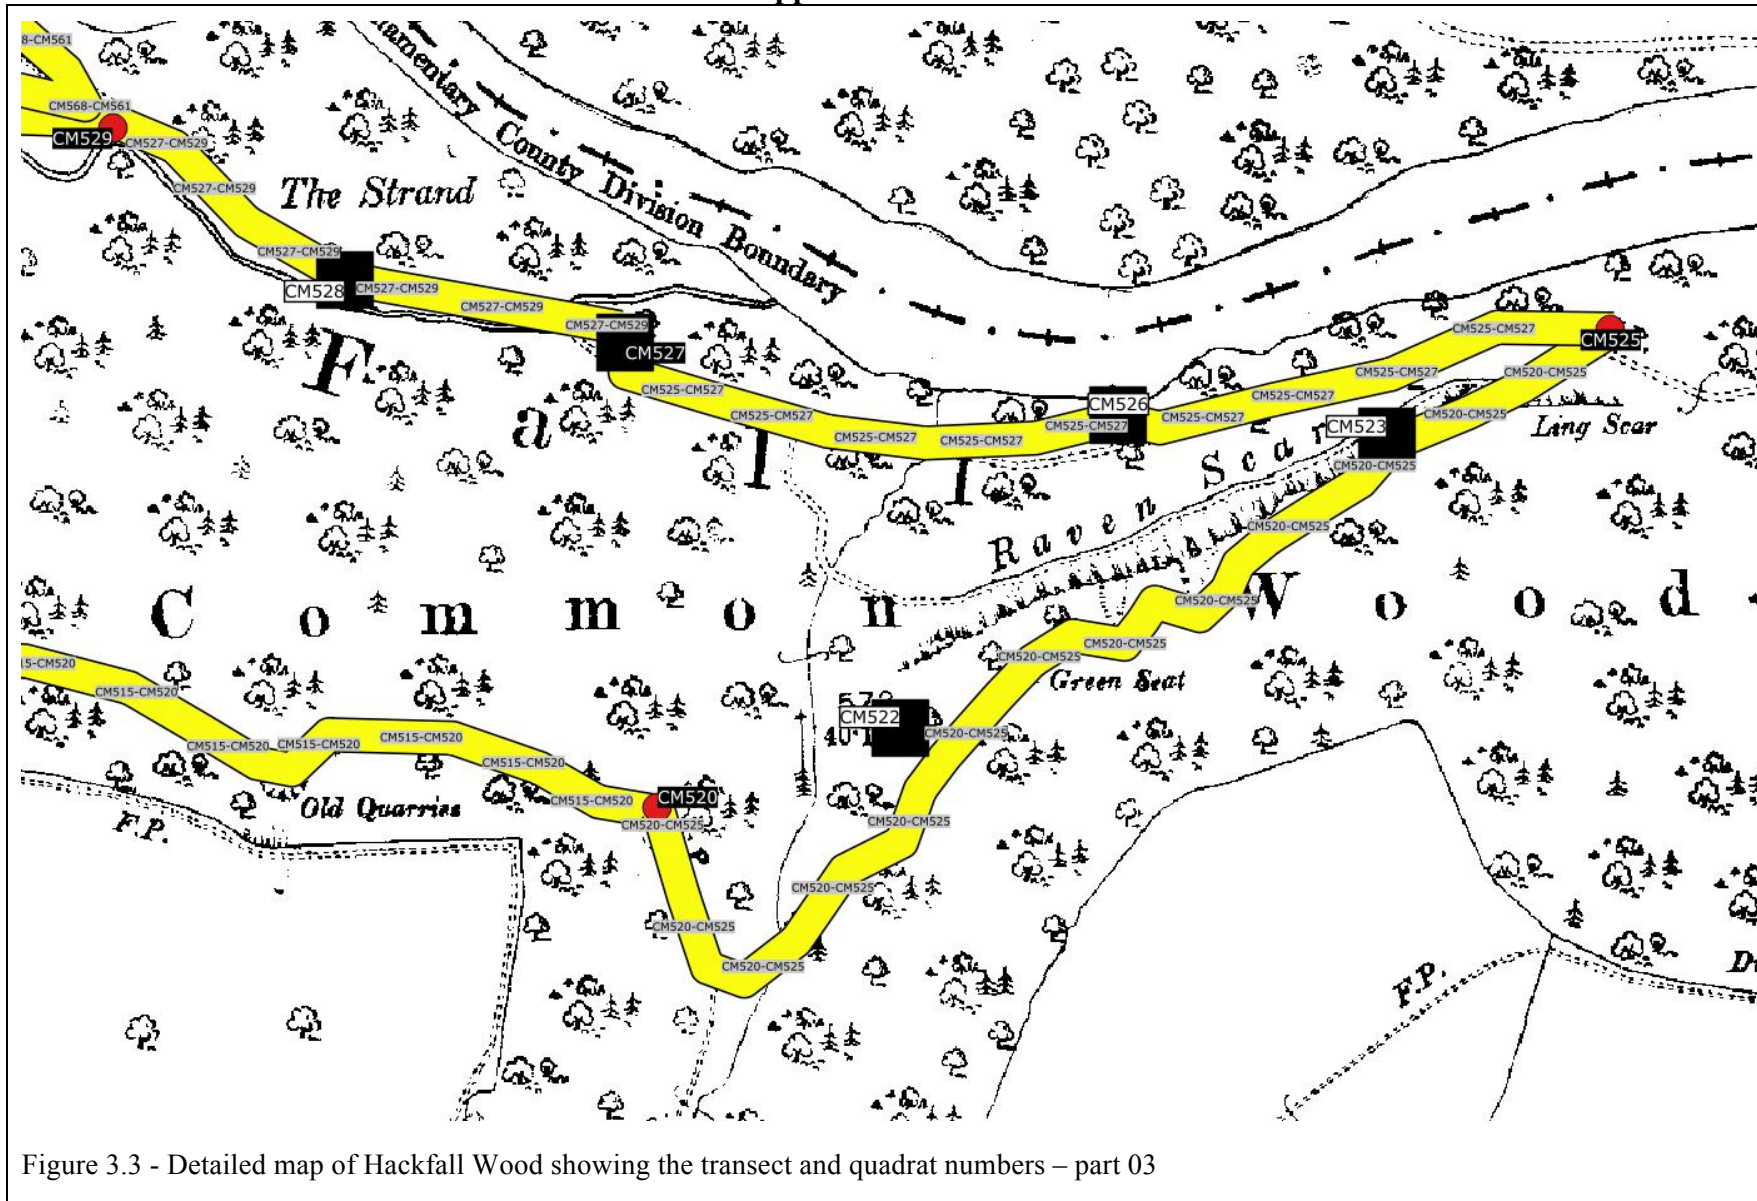 8-CM561
CM568-CM561
CM529
CM527-CM529
CM527-CM529
CM527-CM529
The Strand
CM528
CM527-CM529
CM527-CM529
CM527-CM529
CM527
amentary County Division Boundary
CM525-CM527
CM525-CM527
CM525-CM527
CM525-CM527
CM525-CM527
CM526
CM525-CM527
CM525-CM527
CM525-CM527
CM525-CM527
CM525
CM520-CM525
CM520-CM525
CM523
CM520-CM525
Ling Scar
Fall
Raven Scar
CM520-CM525
CM520-CM525
CM520-CM525
CM520-CM525
Common Wood
Green Seat
15-CM520
CM515-CM520
CM515-CM520
CM515-CM520
CM515-CM520
CM515-CM520
CM515-CM520
CM520
CM520-CM525
CM522
CM520-CM525
CM520-CM525
CM520-CM525
CM520-CM525
CM520-CM525
Old Quarries
F.P.
F.P.
Figure 3.3 - Detailed map of Hackfall Wood showing the transect and quadrat numbers – part 03